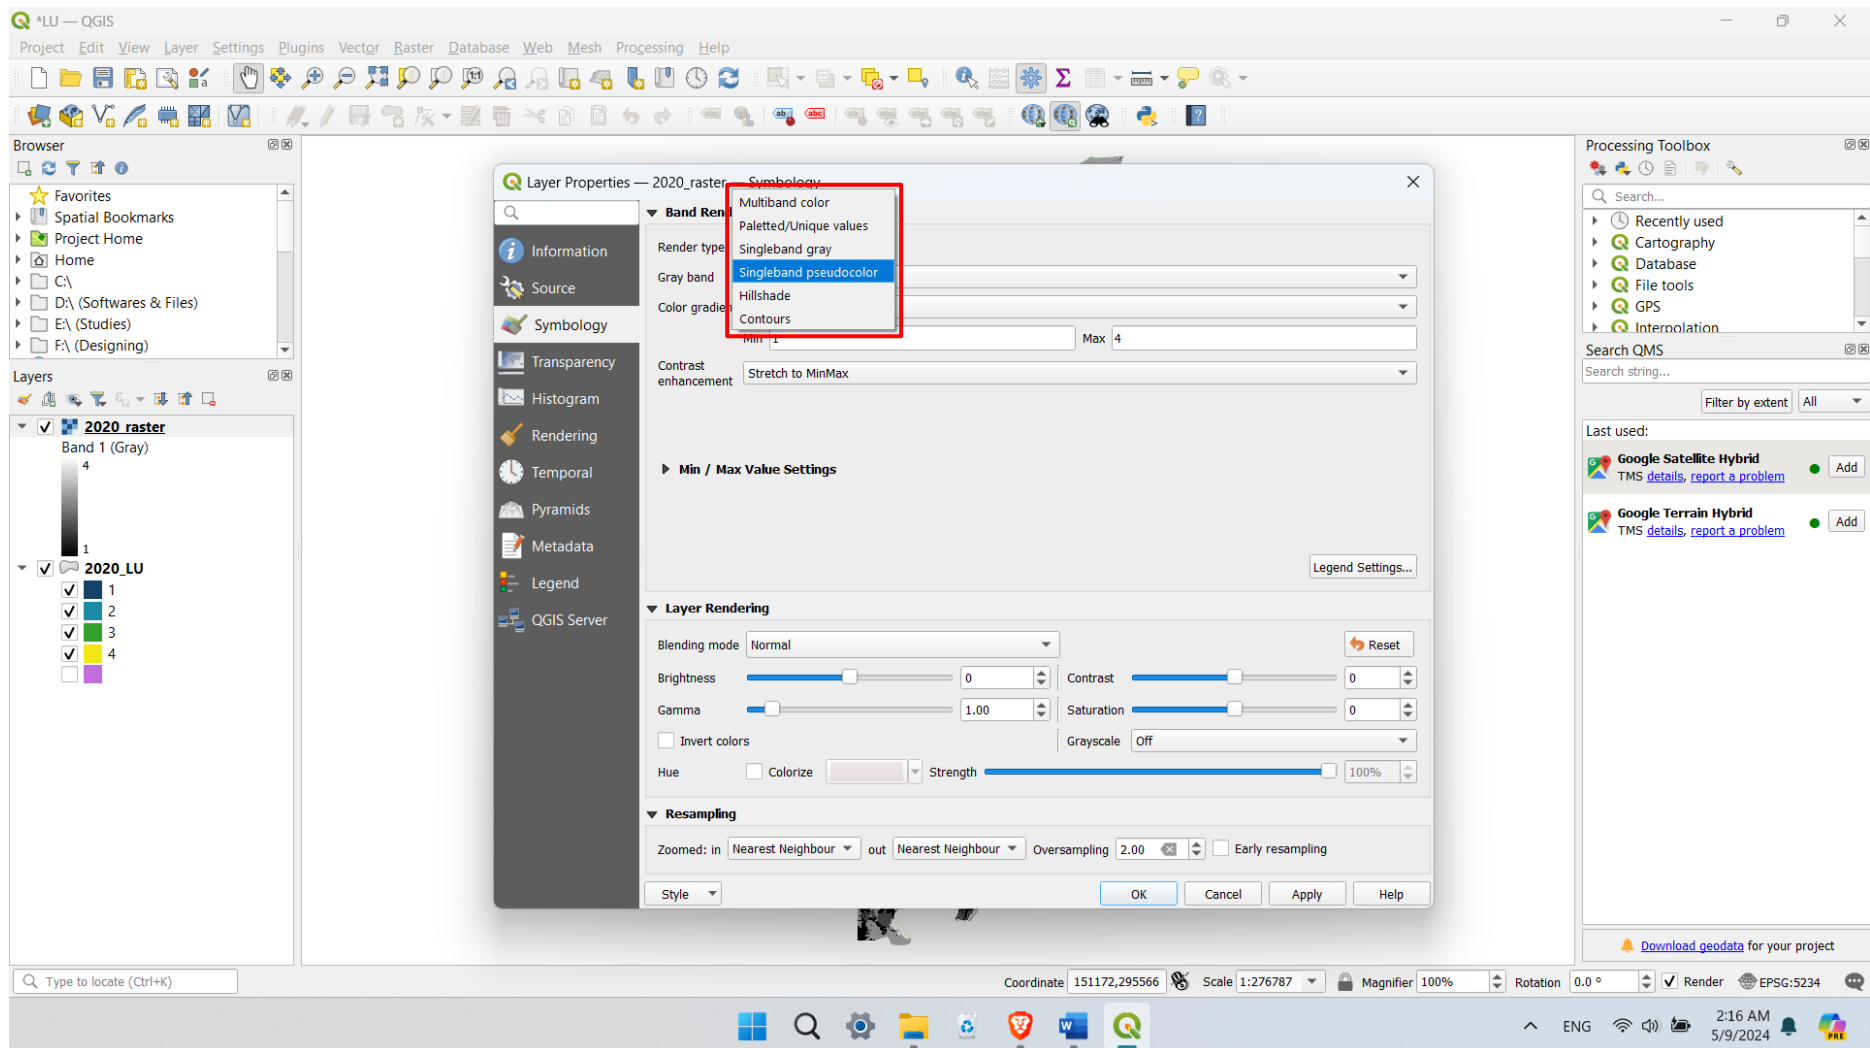 *LU — QGIS
Project Edit View Layer Settings Plugins Vector Raster Database Web Mesh Processing Help
Browser
Favorites
Spatial Bookmarks
Project Home
Home
C:\
D:\ (Softwares & Files)
E:\ (Studies)
F:\ (Designing)
Layers
2020_raster
Band 1 (Gray)
4
1
2020_LU
1
2
3
4
Layer Properties — 2020_raster — Symbology
Information
Source
Symbology
Transparency
Histogram
Rendering
Temporal
Pyramids
Metadata
Legend
QGIS Server
Band Rend
Render type
Gray band
Color gradien
Multiband color
Paletted/Unique values
Singleband gray
Singleband pseudocolor
Hillshade
Contours
Min 1 Max 4
Contrast enhancement Stretch to MinMax
Min / Max Value Settings
Legend Settings...
Layer Rendering
Blending mode Normal Reset
Brightness 0 Contrast 0
Gamma 1.00 Saturation 0
Invert colors Grayscale Off
Hue Colorize Strength 100%
Resampling
Zoomed: in Nearest Neighbour out Nearest Neighbour Oversampling 2.00 Early resampling
Style OK Cancel Apply Help
Processing Toolbox
Search...
Recently used
Cartography
Database
File tools
GPS
Interpolation
Search QMS
Search string...
Filter by extent All
Last used:
Google Satellite Hybrid
TMS details, report a problem Add
Google Terrain Hybrid
TMS details, report a problem Add
Download geodata for your project
Type to locate (Ctrl+K) Coordinate 151172,295566 Scale 1:276787 Magnifier 100% Rotation 0.0 ° Render EPSG:5234
ENG 2:16 AM
5/9/2024
PRE